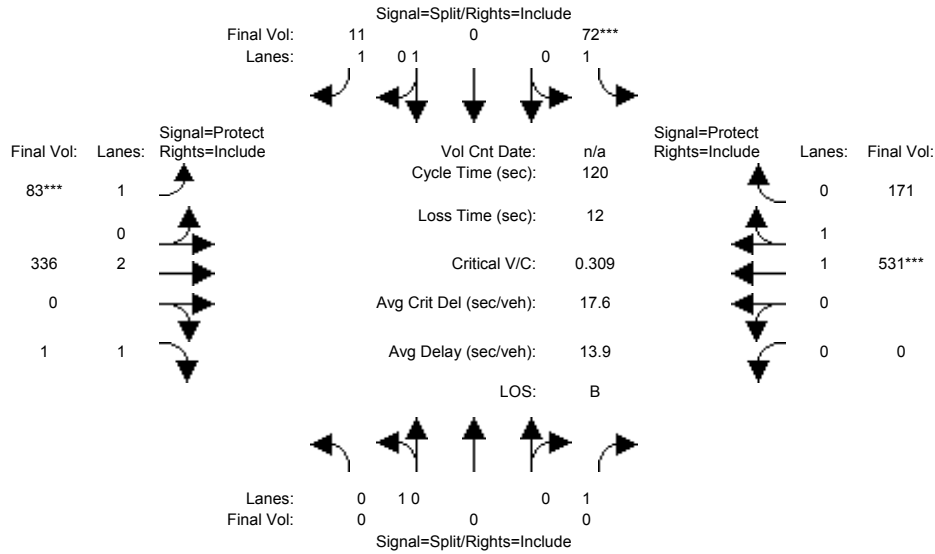 Signal=Split/Rights=Include
Final Vol: 11 0 72***
Lanes: 1 0 1 0 1
Signal=Protect
Final Vol: Lanes: Rights=Include
Vol Cnt Date: n/a
Signal=Protect
Rights=Include Lanes: Final Vol:
Cycle Time (sec): 120
83*** 1
0 171
Loss Time (sec): 12
0
1
336 2
Critical V/C: 0.309
1 531***
0
Avg Crit Del (sec/veh): 17.6
0
1 1
Avg Delay (sec/veh): 13.9
0 0
LOS: B
Lanes: 0 1 0 0 1
Final Vol: 0 0 0
Signal=Split/Rights=Include